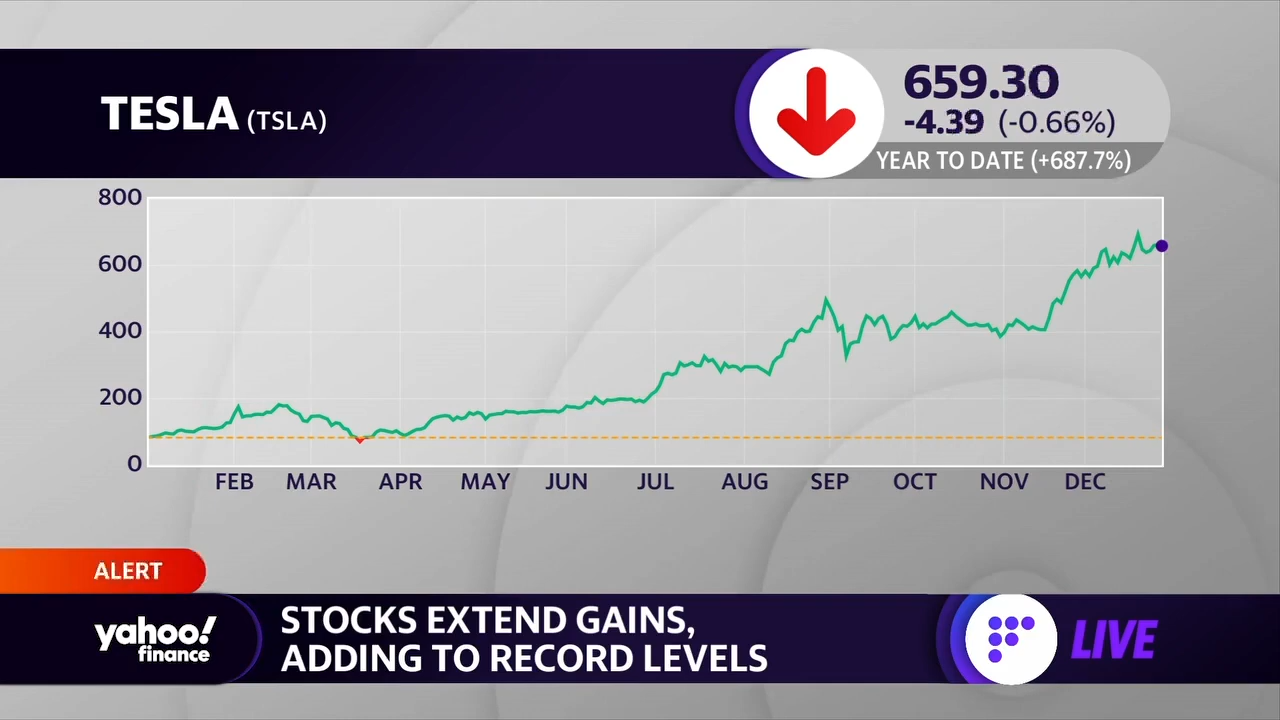 TESLA (TSLA)
659.30
-4.39 (-0.66%)
YEAR TO DATE (+687.7%)
800
600
400
200
0
FEB MAR APR MAY JUN JUL AUG SEP OCT NOV DEC
ALERT
yahoo!
finance
STOCKS EXTEND GAINS,
ADDING TO RECORD LEVELS
LIVE